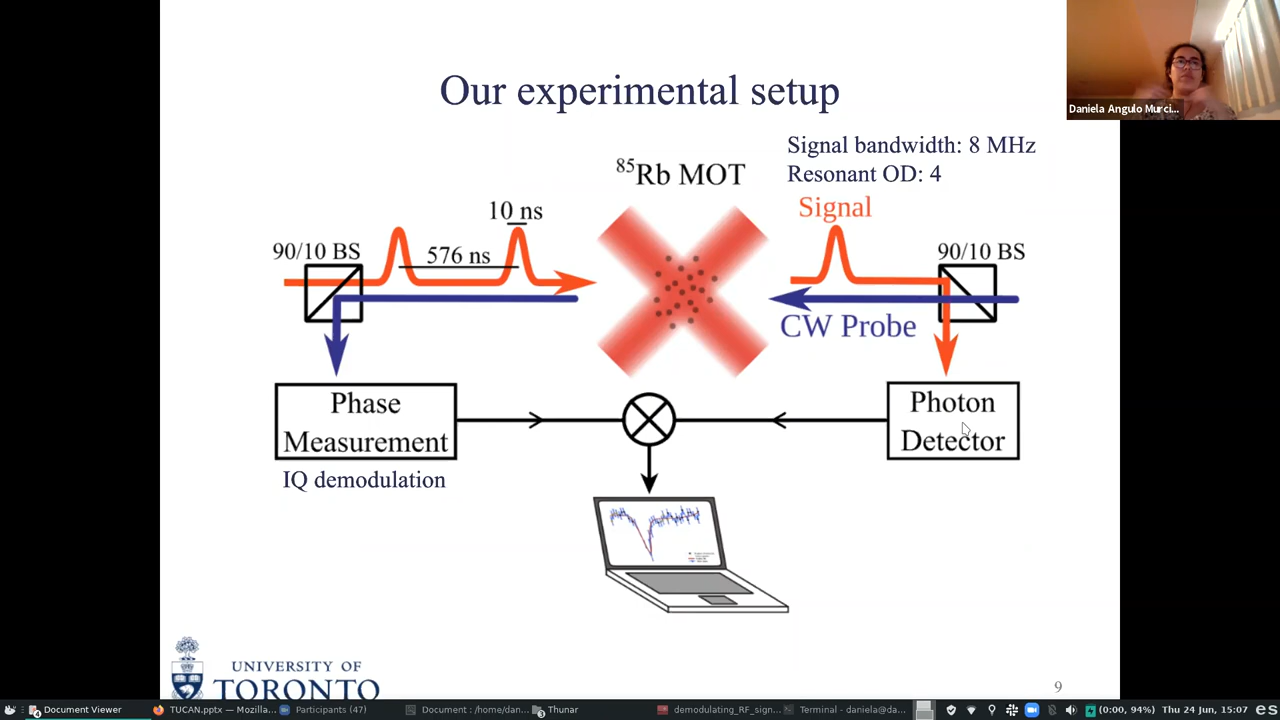 Our experimental setup
Daniela Angulo Murci...
Signal bandwidth: 8 MHz
Resonant OD: 4
⁸⁵Rb MOT
Signal
10 ns
90/10 BS
576 ns
90/10 BS
CW Probe
Phase
Measurement
Photon
Detector
IQ demodulation
UNIVERSITY OF
TORONTO
9
Document Viewer
TUCAN.pptx — Mozilla...
Participants (47)
Document : /home/dan...
Thunar
demodulating_RF_sign...
Terminal - daniela@da...
(0:00, 94%)
Thu 24 Jun, 15:07
es